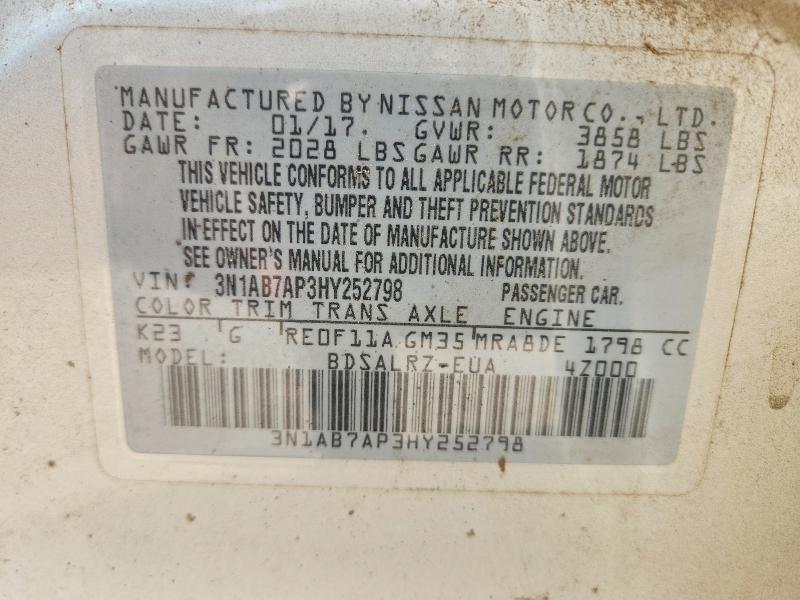 MANUFACTURED BY NISSAN MOTOR CO., LTD.
DATE: 01/17. GVWR: 3858 LBS
GAWR FR: 2028 LBS GAWR RR: 1874 LBS
THIS VEHICLE CONFORMS TO ALL APPLICABLE FEDERAL MOTOR
VEHICLE SAFETY, BUMPER AND THEFT PREVENTION STANDARDS
IN EFFECT ON THE DATE OF MANUFACTURE SHOWN ABOVE.
SEE OWNER'S MANUAL FOR ADDITIONAL INFORMATION.
VIN: 3N1AB7AP3HY252798 PASSENGER CAR.
COLOR TRIM TRANS AXLE ENGINE
K23 G RE0F11A GM35 MRA8DE 1798 CC
MODEL: BDSALRZ-EUA 4Z000
3N1AB7AP3HY252798